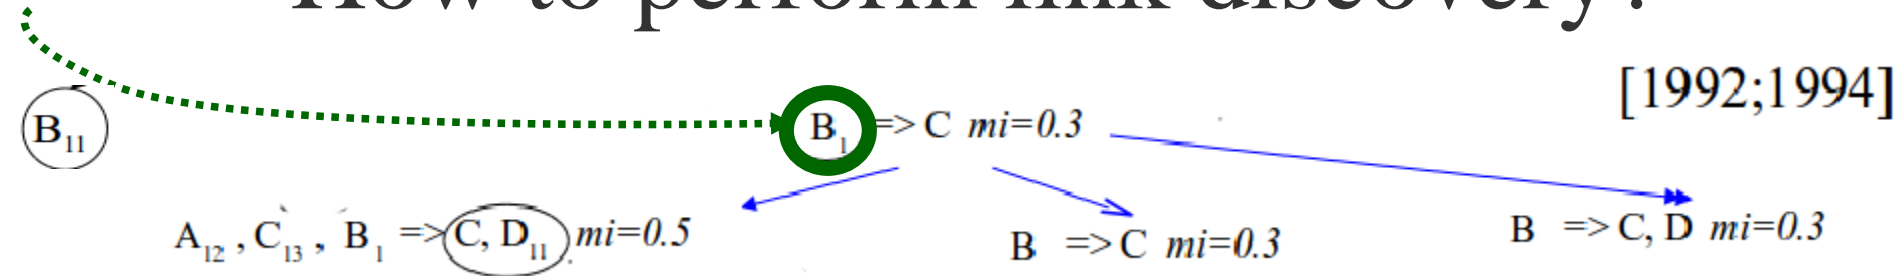 How to perform link discovery?
[1992;1994]
B₁₁ B₁ => C mi=0.3
A₁₂ , C₁₃ , B₁ => C, D₁₁ mi=0.5 B => C mi=0.3 B => C, D mi=0.3